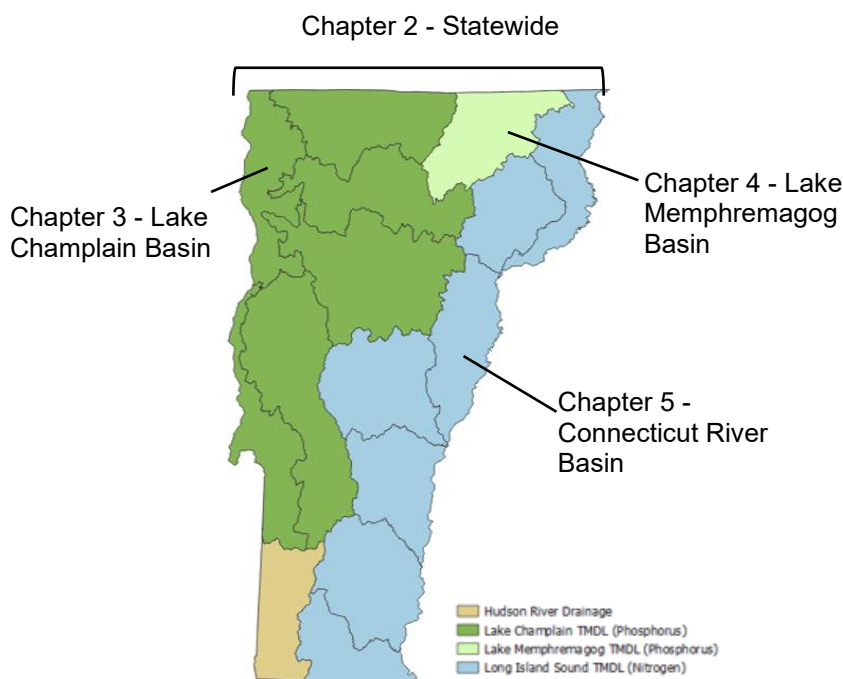 Chapter 2 - Statewide
Chapter 3 - Lake
Champlain Basin
Chapter 4 - Lake
Memphremagog
Basin
Chapter 5 -
Connecticut River
Basin
Hudson River Drainage
Lake Champlain TMDL (Phosphorus)
Lake Memphremagog TMDL (Phosphorus)
Long Island Sound TMDL (Nitrogen)